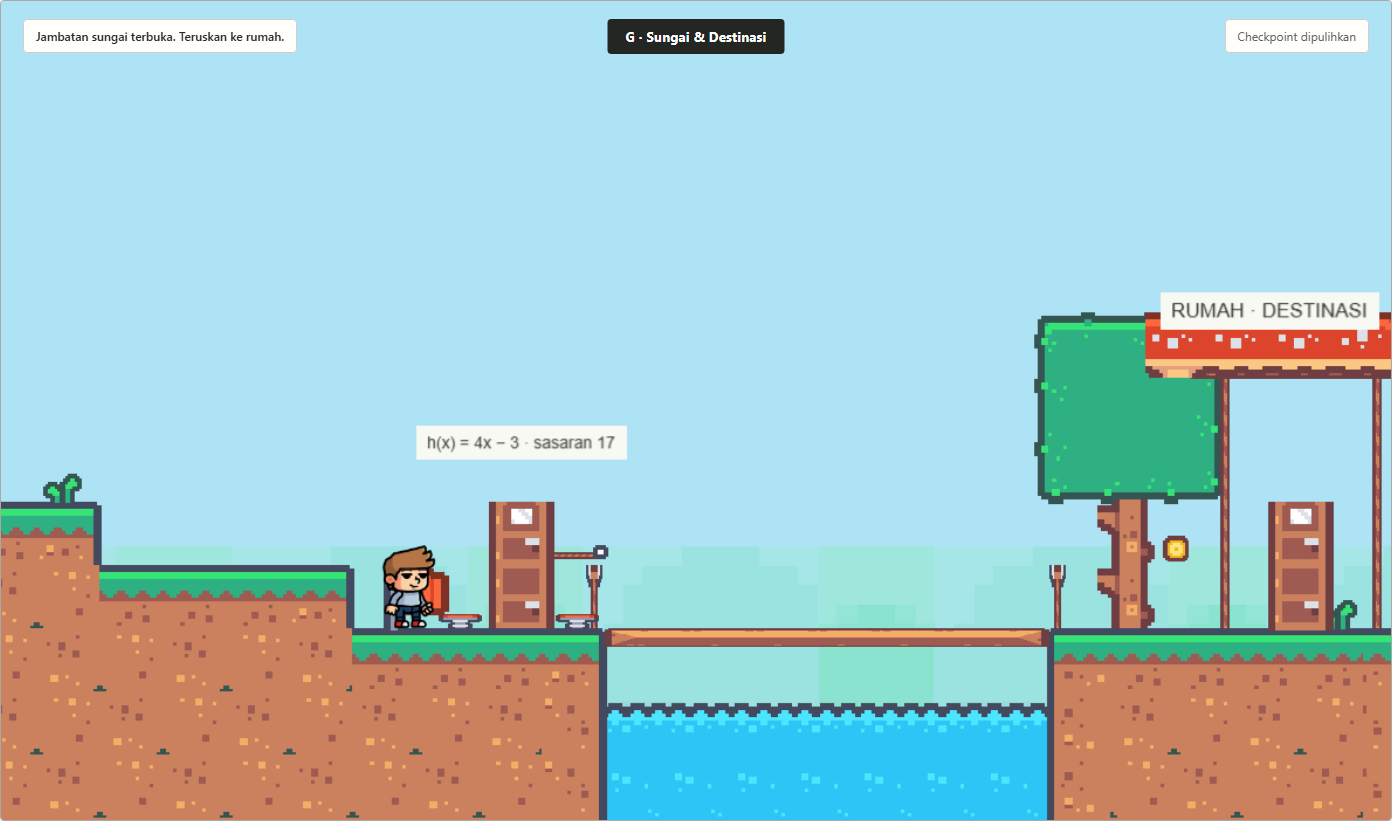 Jambatan sungai terbuka. Teruskan ke rumah.
G · Sungai & Destinasi
Checkpoint dipulihkan
RUMAH · DESTINASI
h(x) = 4x − 3 · sasaran 17